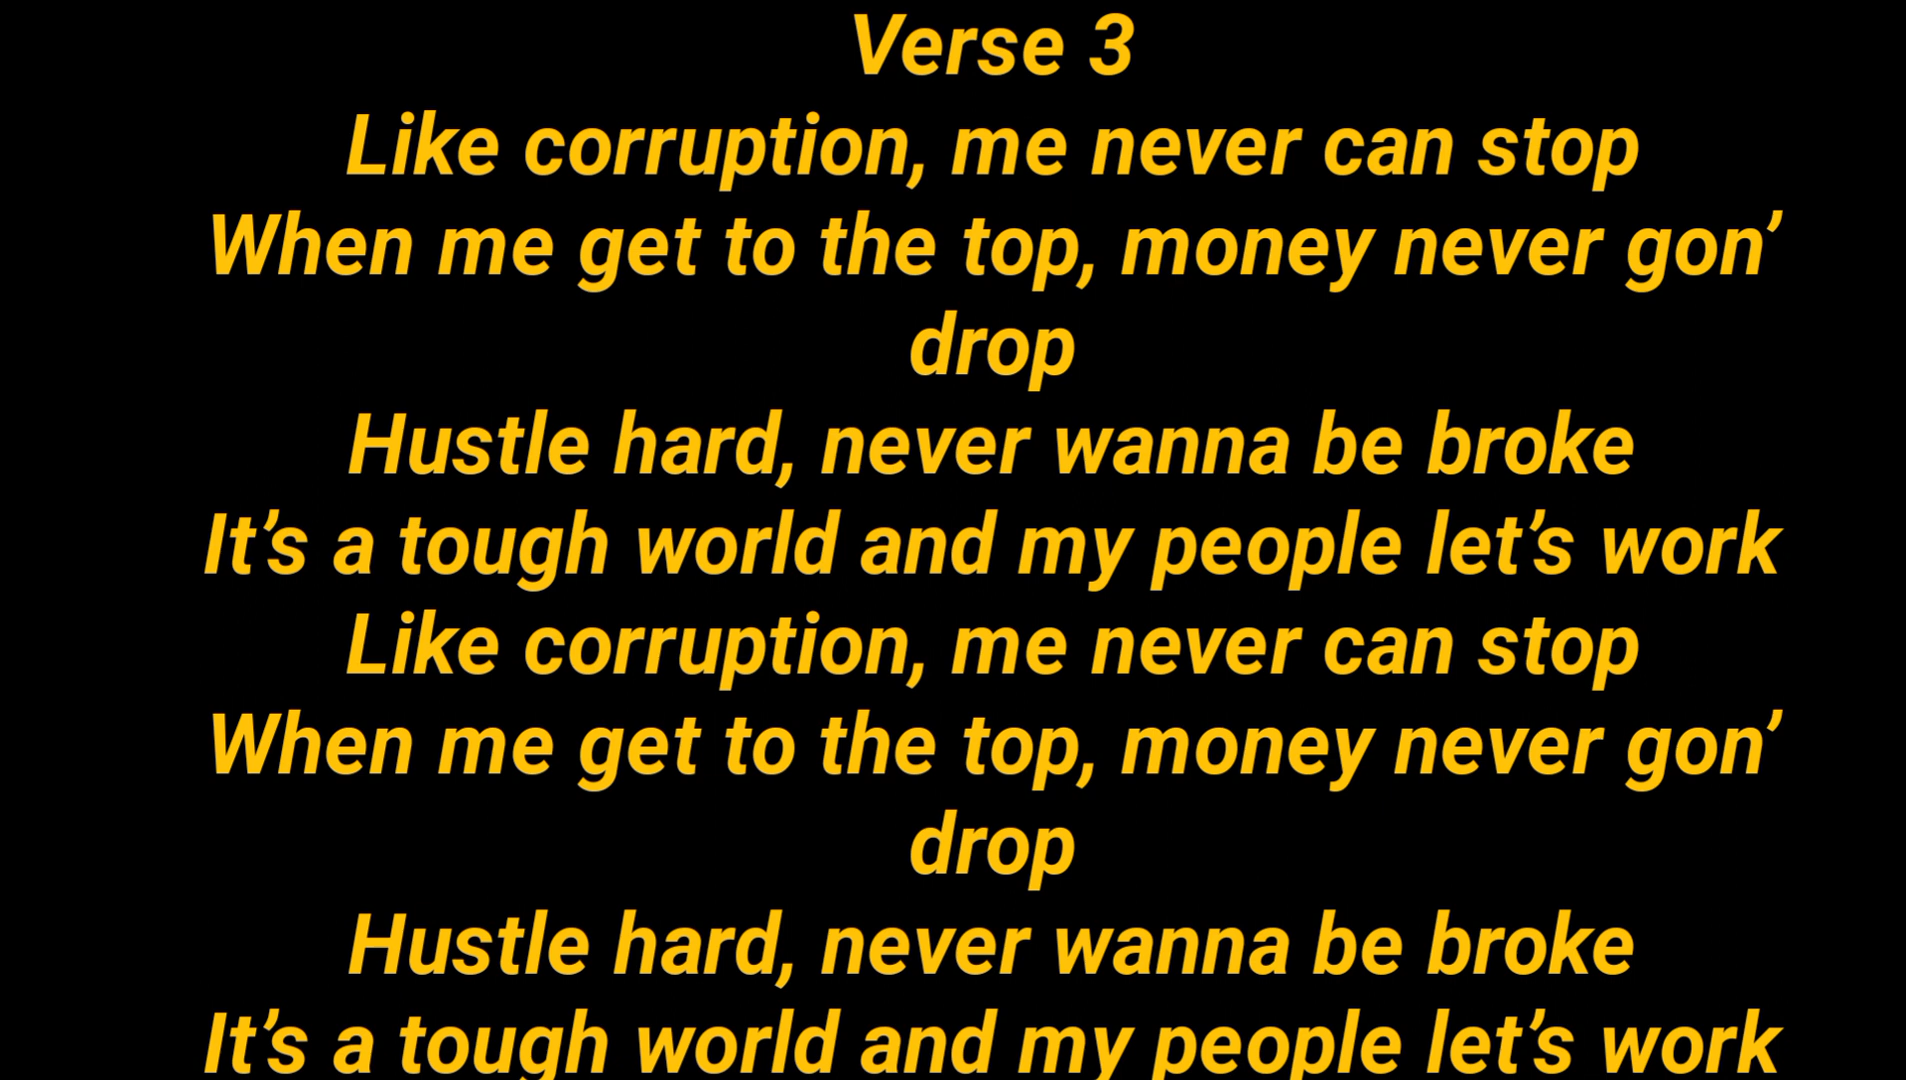 Verse 3
Like corruption, me never can stop
When me get to the top, money never gon’
drop
Hustle hard, never wanna be broke
It’s a tough world and my people let’s work
Like corruption, me never can stop
When me get to the top, money never gon’
drop
Hustle hard, never wanna be broke
It’s a tough world and my people let’s work